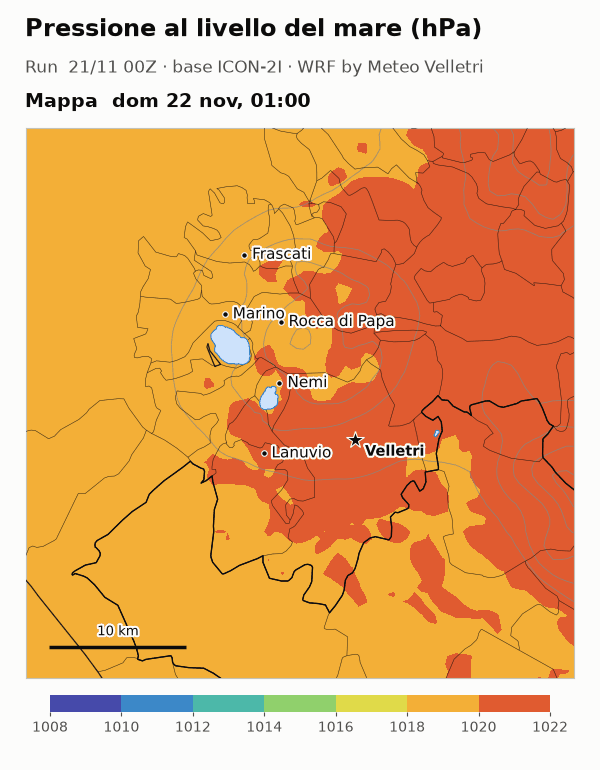 Pressione al livello del mare (hPa)
Run  21/11 00Z · base ICON-2I · WRF by Meteo Velletri
Mappa  dom 22 nov, 01:00
Frascati
Marino
Rocca di Papa
Nemi
Velletri
Lanuvio
10 km
1008 1010 1012 1014 1016 1018 1020 1022